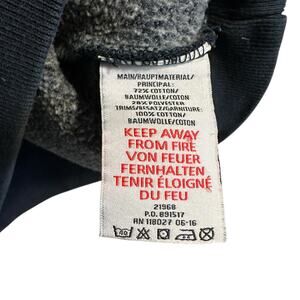 MAIN/HAUPTMATERIAL/
PRINCIPAL:
72% COTTON/
BAUMWOLLE/COTON
28% POLYESTER
TRIMS/BESATZ/GARNITURE:
100% COTTON/
BAUMWOLLE/COTON
KEEP AWAY
FROM FIRE
VON FEUER
FERNHALTEN
TENIR ÉLOIGNÉ
DU FEU
21968
P.O. 891517
RN 118027 06-16
40